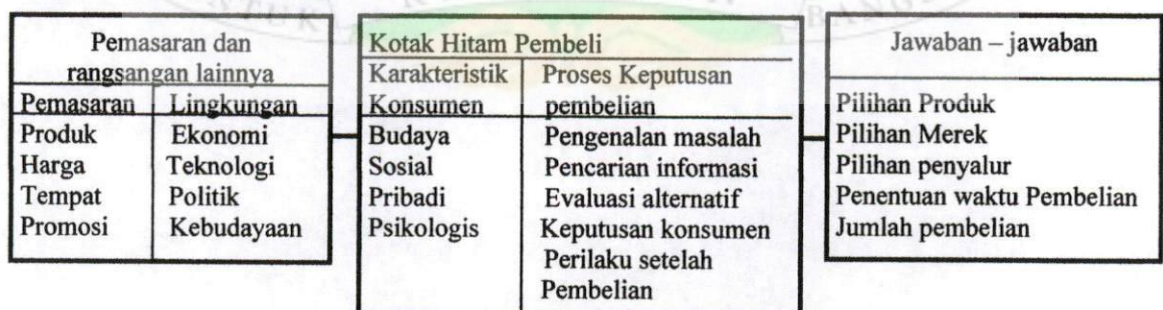 UNTUK BANG
Pemasaran dan
rangsangan lainnya
Pemasaran Lingkungan
Produk Ekonomi
Harga Teknologi
Tempat Politik
Promosi Kebudayaan
Kotak Hitam Pembeli
Karakteristik Proses Keputusan
Konsumen pembelian
Budaya Pengenalan masalah
Sosial Pencarian informasi
Pribadi Evaluasi alternatif
Psikologis Keputusan konsumen
Perilaku setelah
Pembelian
Jawaban – jawaban
Pilihan Produk
Pilihan Merek
Pilihan penyalur
Penentuan waktu Pembelian
Jumlah pembelian